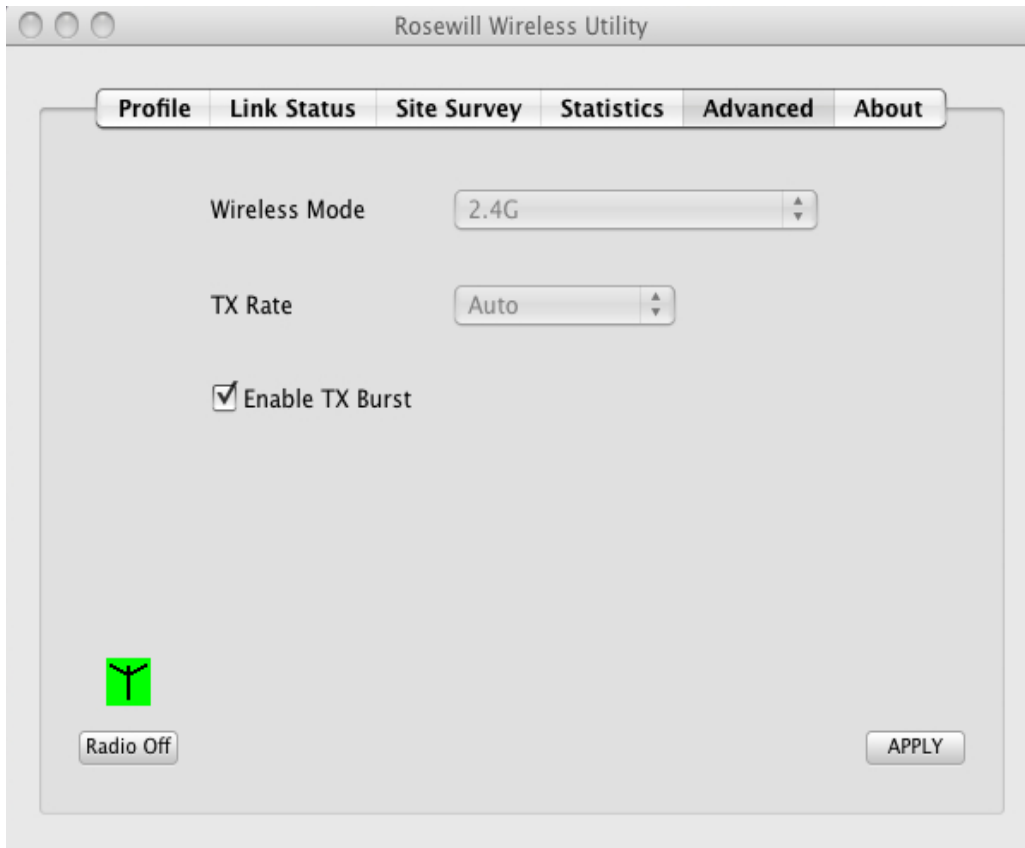 Rosewill Wireless Utility
Profile Link Status Site Survey Statistics Advanced About
Wireless Mode 2.4G
TX Rate Auto
Enable TX Burst
Radio Off APPLY